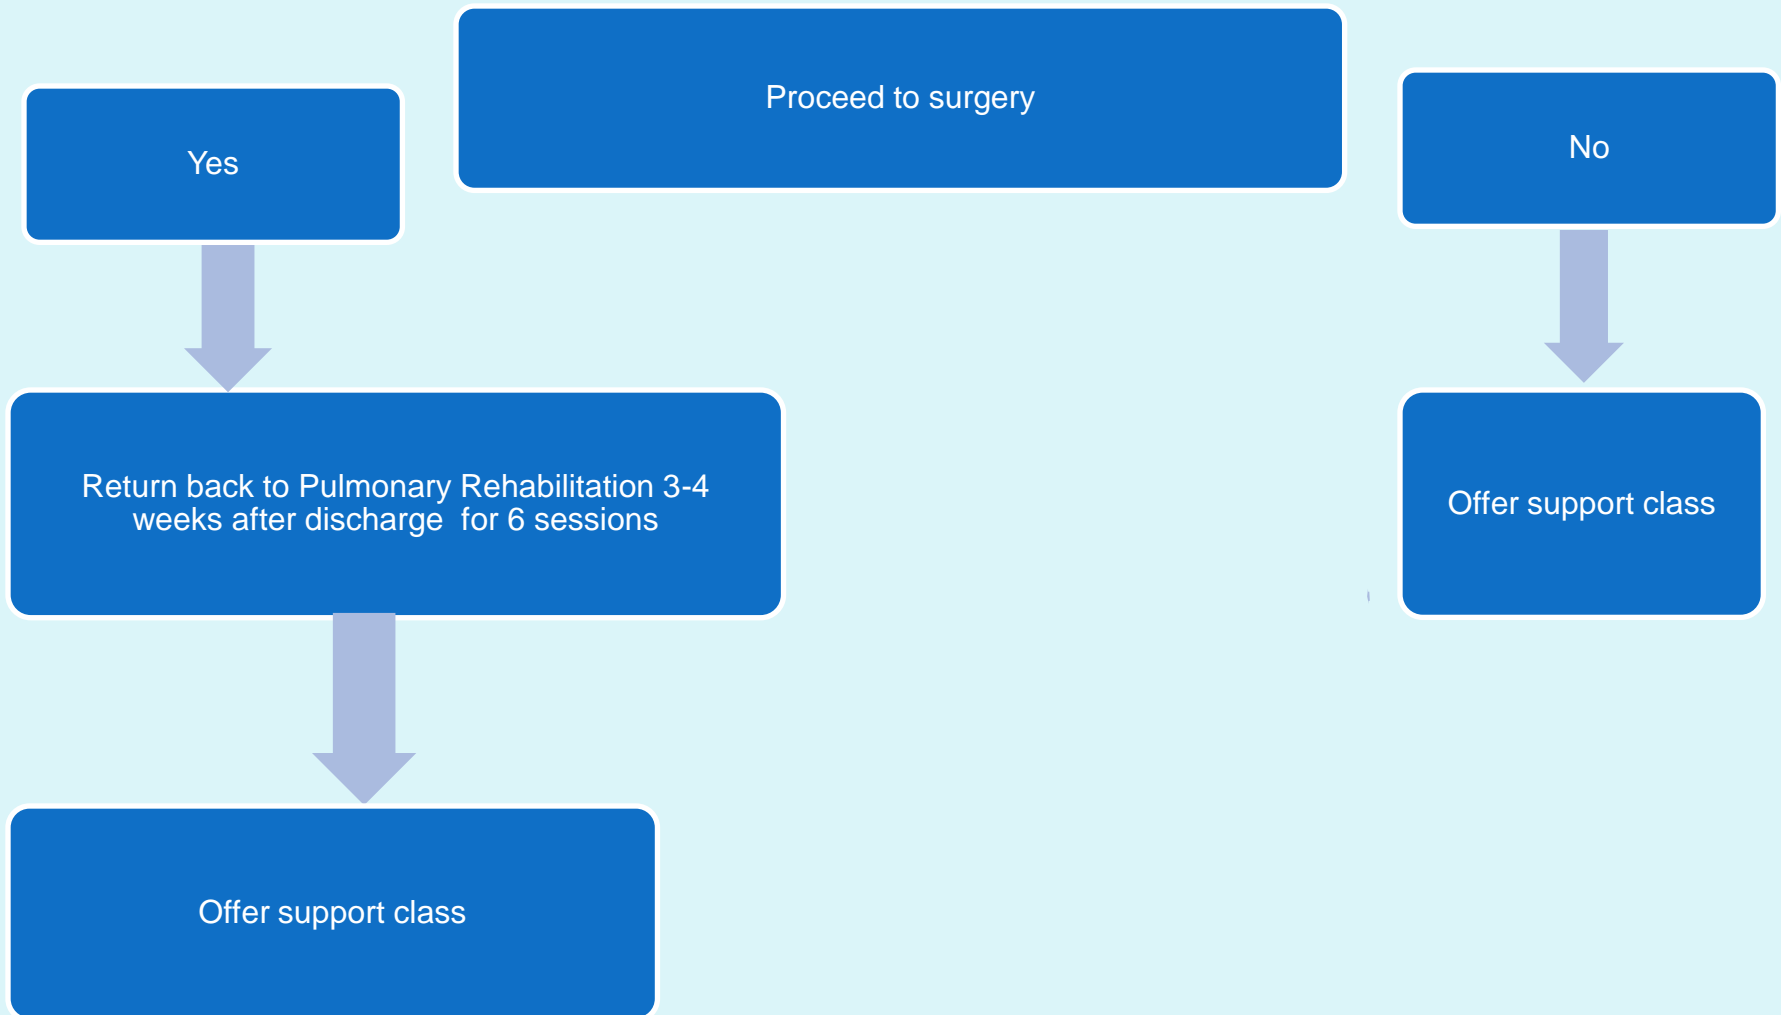 Proceed to surgery
Yes
No
Return back to Pulmonary Rehabilitation 3-4
weeks after discharge  for 6 sessions
Offer support class
Offer support class